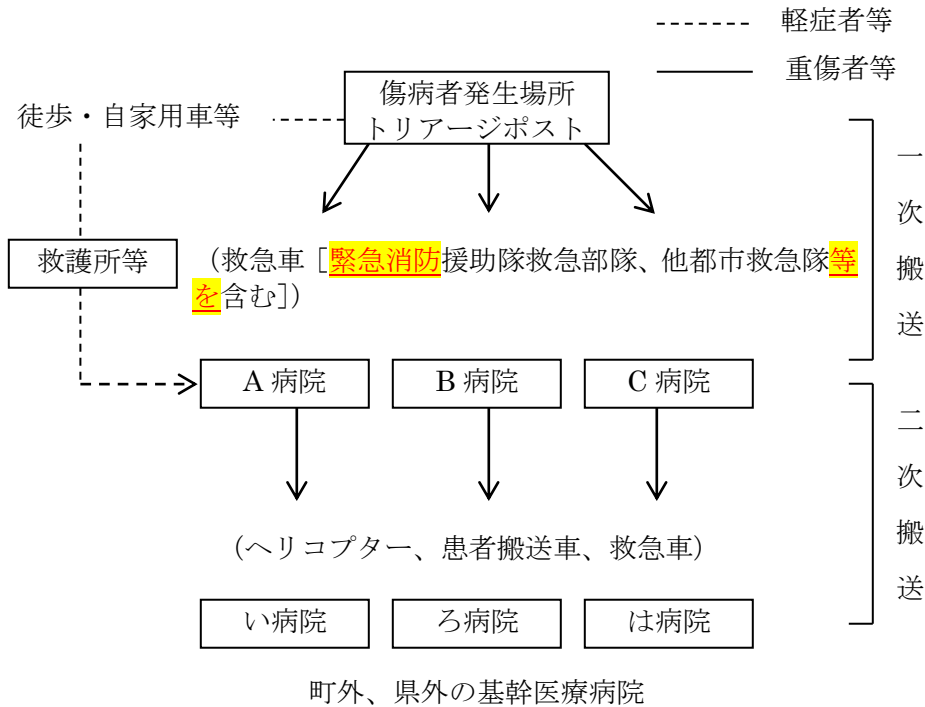 軽症者等
重傷者等
傷病者発生場所
トリアージポスト
徒歩・自家用車等
一次搬送
救護所等
（救急車［緊急消防援助隊救急部隊、他都市救急隊等
を含む］）
A 病院
B 病院
C 病院
二次搬送
（ヘリコプター、患者搬送車、救急車）
い病院
ろ病院
は病院
町外、県外の基幹医療病院